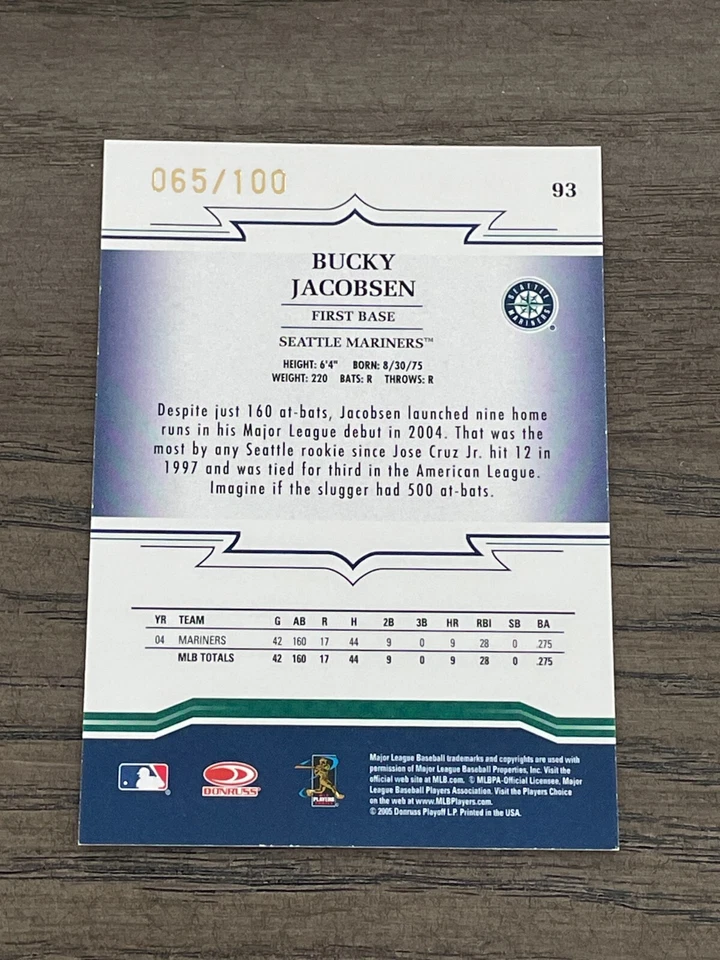 065/100
93
BUCKY
JACOBSEN
FIRST BASE
SEATTLE MARINERS™
SEATTLE MARINERS
®
HEIGHT: 6'4" BORN: 8/30/75
WEIGHT: 220 BATS: R THROWS: R
Despite just 160 at-bats, Jacobsen launched nine home
runs in his Major League debut in 2004. That was the
most by any Seattle rookie since Jose Cruz Jr. hit 12 in
1997 and was tied for third in the American League.
Imagine if the slugger had 500 at-bats.
YR TEAM G AB R H 2B 3B HR RBI SB BA
04 MARINERS 42 160 17 44 9 0 9 28 0 .275
MLB TOTALS 42 160 17 44 9 0 9 28 0 .275
DONRUSS
PLAYERS
Major League Baseball trademarks and copyrights are used with
permission of Major League Baseball Properties, Inc. Visit the
official web site at MLB.com. © MLBPA-Official Licensee, Major
League Baseball Players Association. Visit the Players Choice
on the web at www.MLBPlayers.com.
© 2005 Donruss Playoff L.P. Printed in the USA.